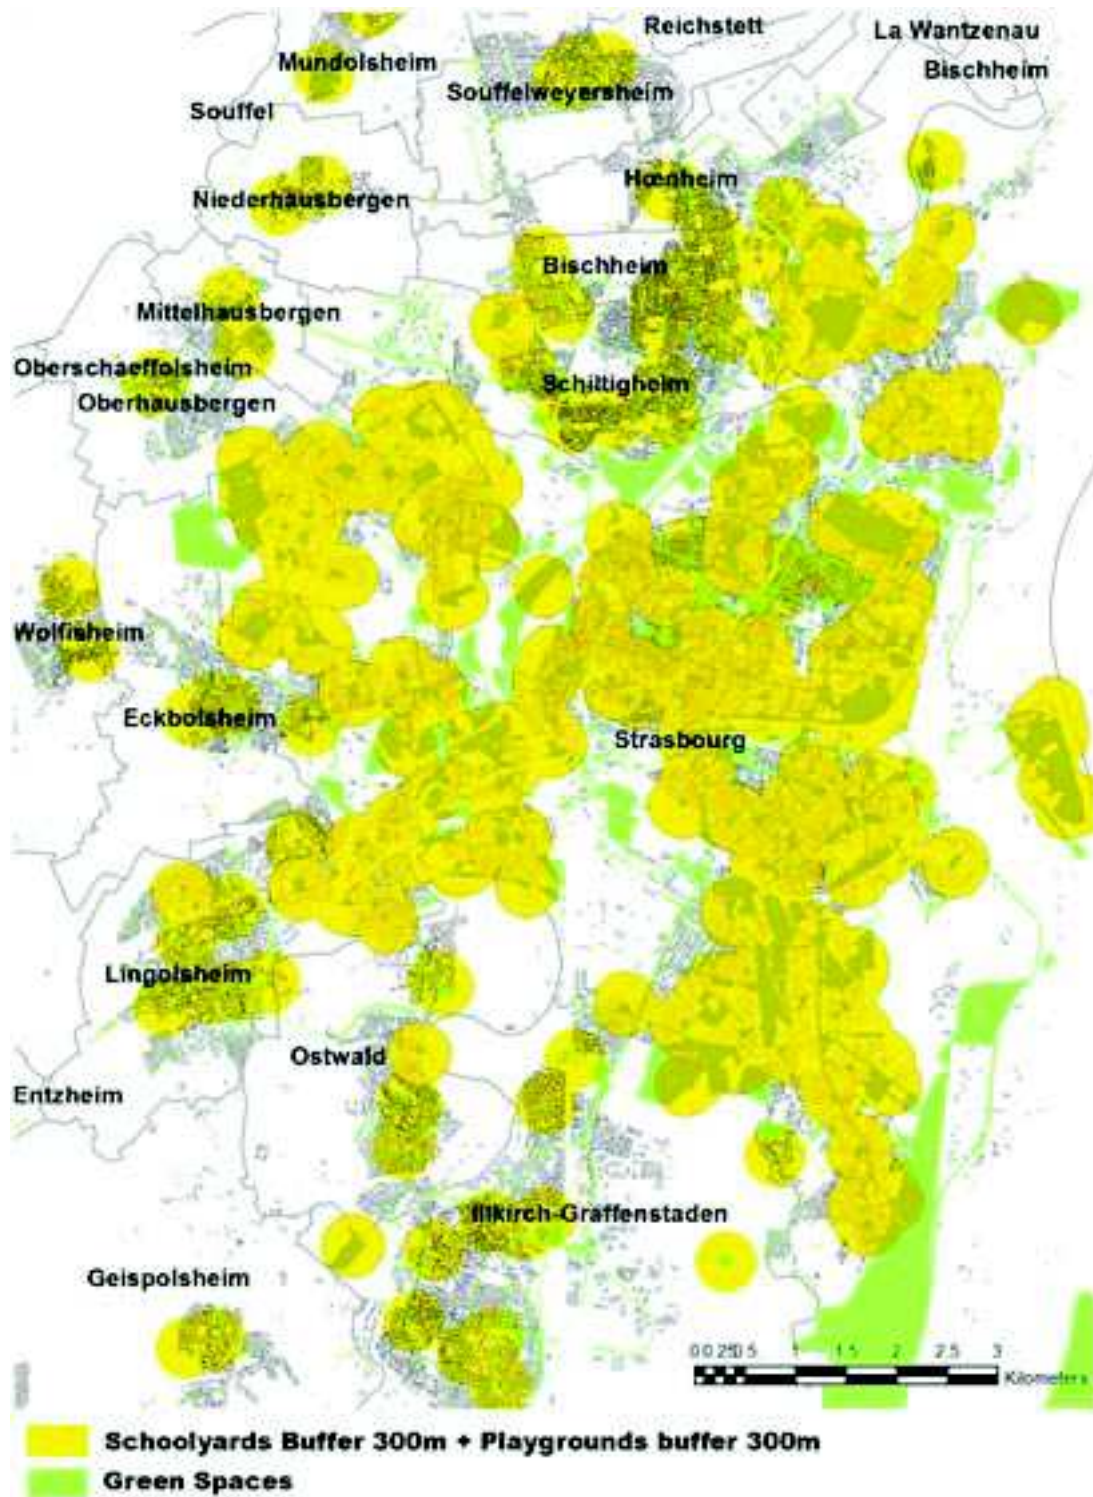 Reichstett
La Wantzenau
Mundolsheim
Bischheim
Souffelweyersheim
Souffel
Hœnheim
Niederhausbergen
Bischheim
Mittelhausbergen
Oberschaeffolsheim
Schiltigheim
Oberhausbergen
Wolfisheim
Eckbolsheim
Strasbourg
Lingolsheim
Ostwald
Entzheim
Illkirch-Graffenstaden
Geispolsheim
0 0.25 0.5 1 1.5 2 2.5 3
Kilometers
Schoolyards Buffer 300m + Playgrounds buffer 300m
Green Spaces